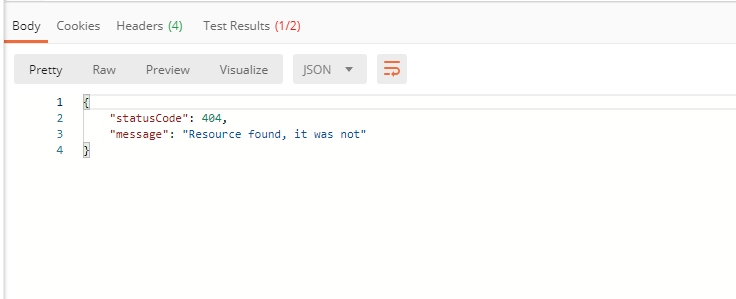 Body Cookies Headers (4) Test Results (1/2)
Pretty Raw Preview Visualize JSON
1 {
2 "statusCode": 404,
3 "message": "Resource found, it was not"
4 }